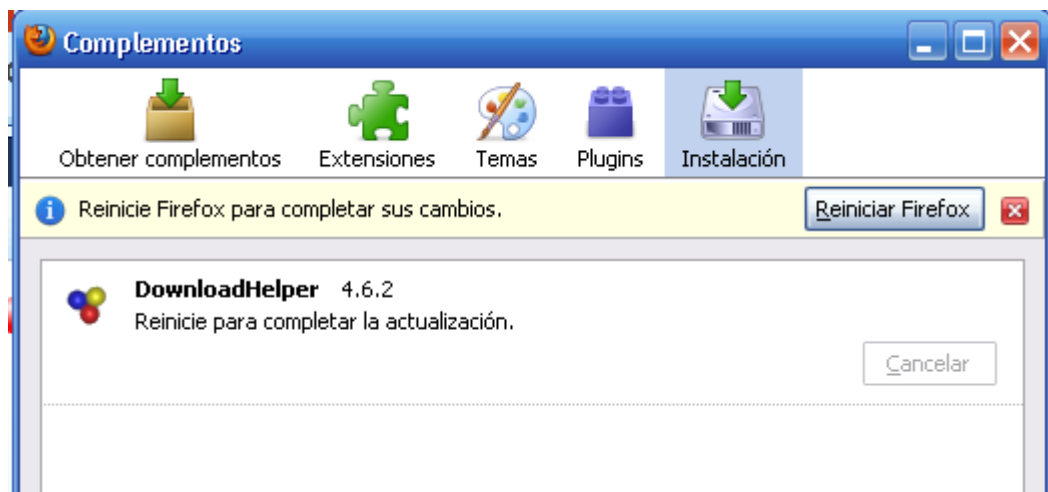 Complementos
Obtener complementos Extensiones Temas Plugins Instalación
Reinicie Firefox para completar sus cambios. Reiniciar Firefox
DownloadHelper 4.6.2
Reinicie para completar la actualización.
Cancelar